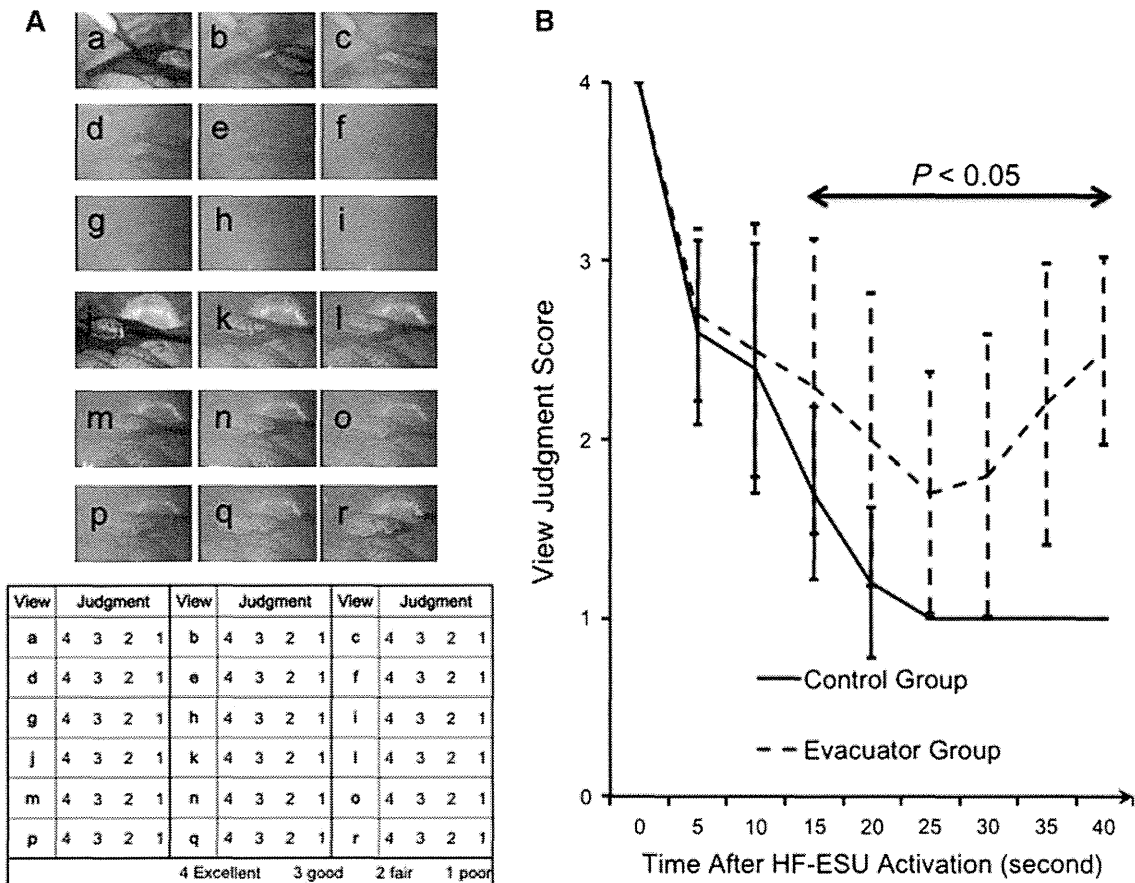 A
a b c
d e f
g h i
j k l
m n o
p q r
View Judgment View Judgment View Judgment
a 4 3 2 1 b 4 3 2 1 c 4 3 2 1
d 4 3 2 1 e 4 3 2 1 f 4 3 2 1
g 4 3 2 1 h 4 3 2 1 i 4 3 2 1
j 4 3 2 1 k 4 3 2 1 l 4 3 2 1
m 4 3 2 1 n 4 3 2 1 o 4 3 2 1
p 4 3 2 1 q 4 3 2 1 r 4 3 2 1
4 Excellent 3 good 2 fair 1 poor
B
View Judgment Score
4
3
2
1
0
P < 0.05
Control Group
Evacuator Group
0 5 10 15 20 25 30 35 40
Time After HF-ESU Activation (second)